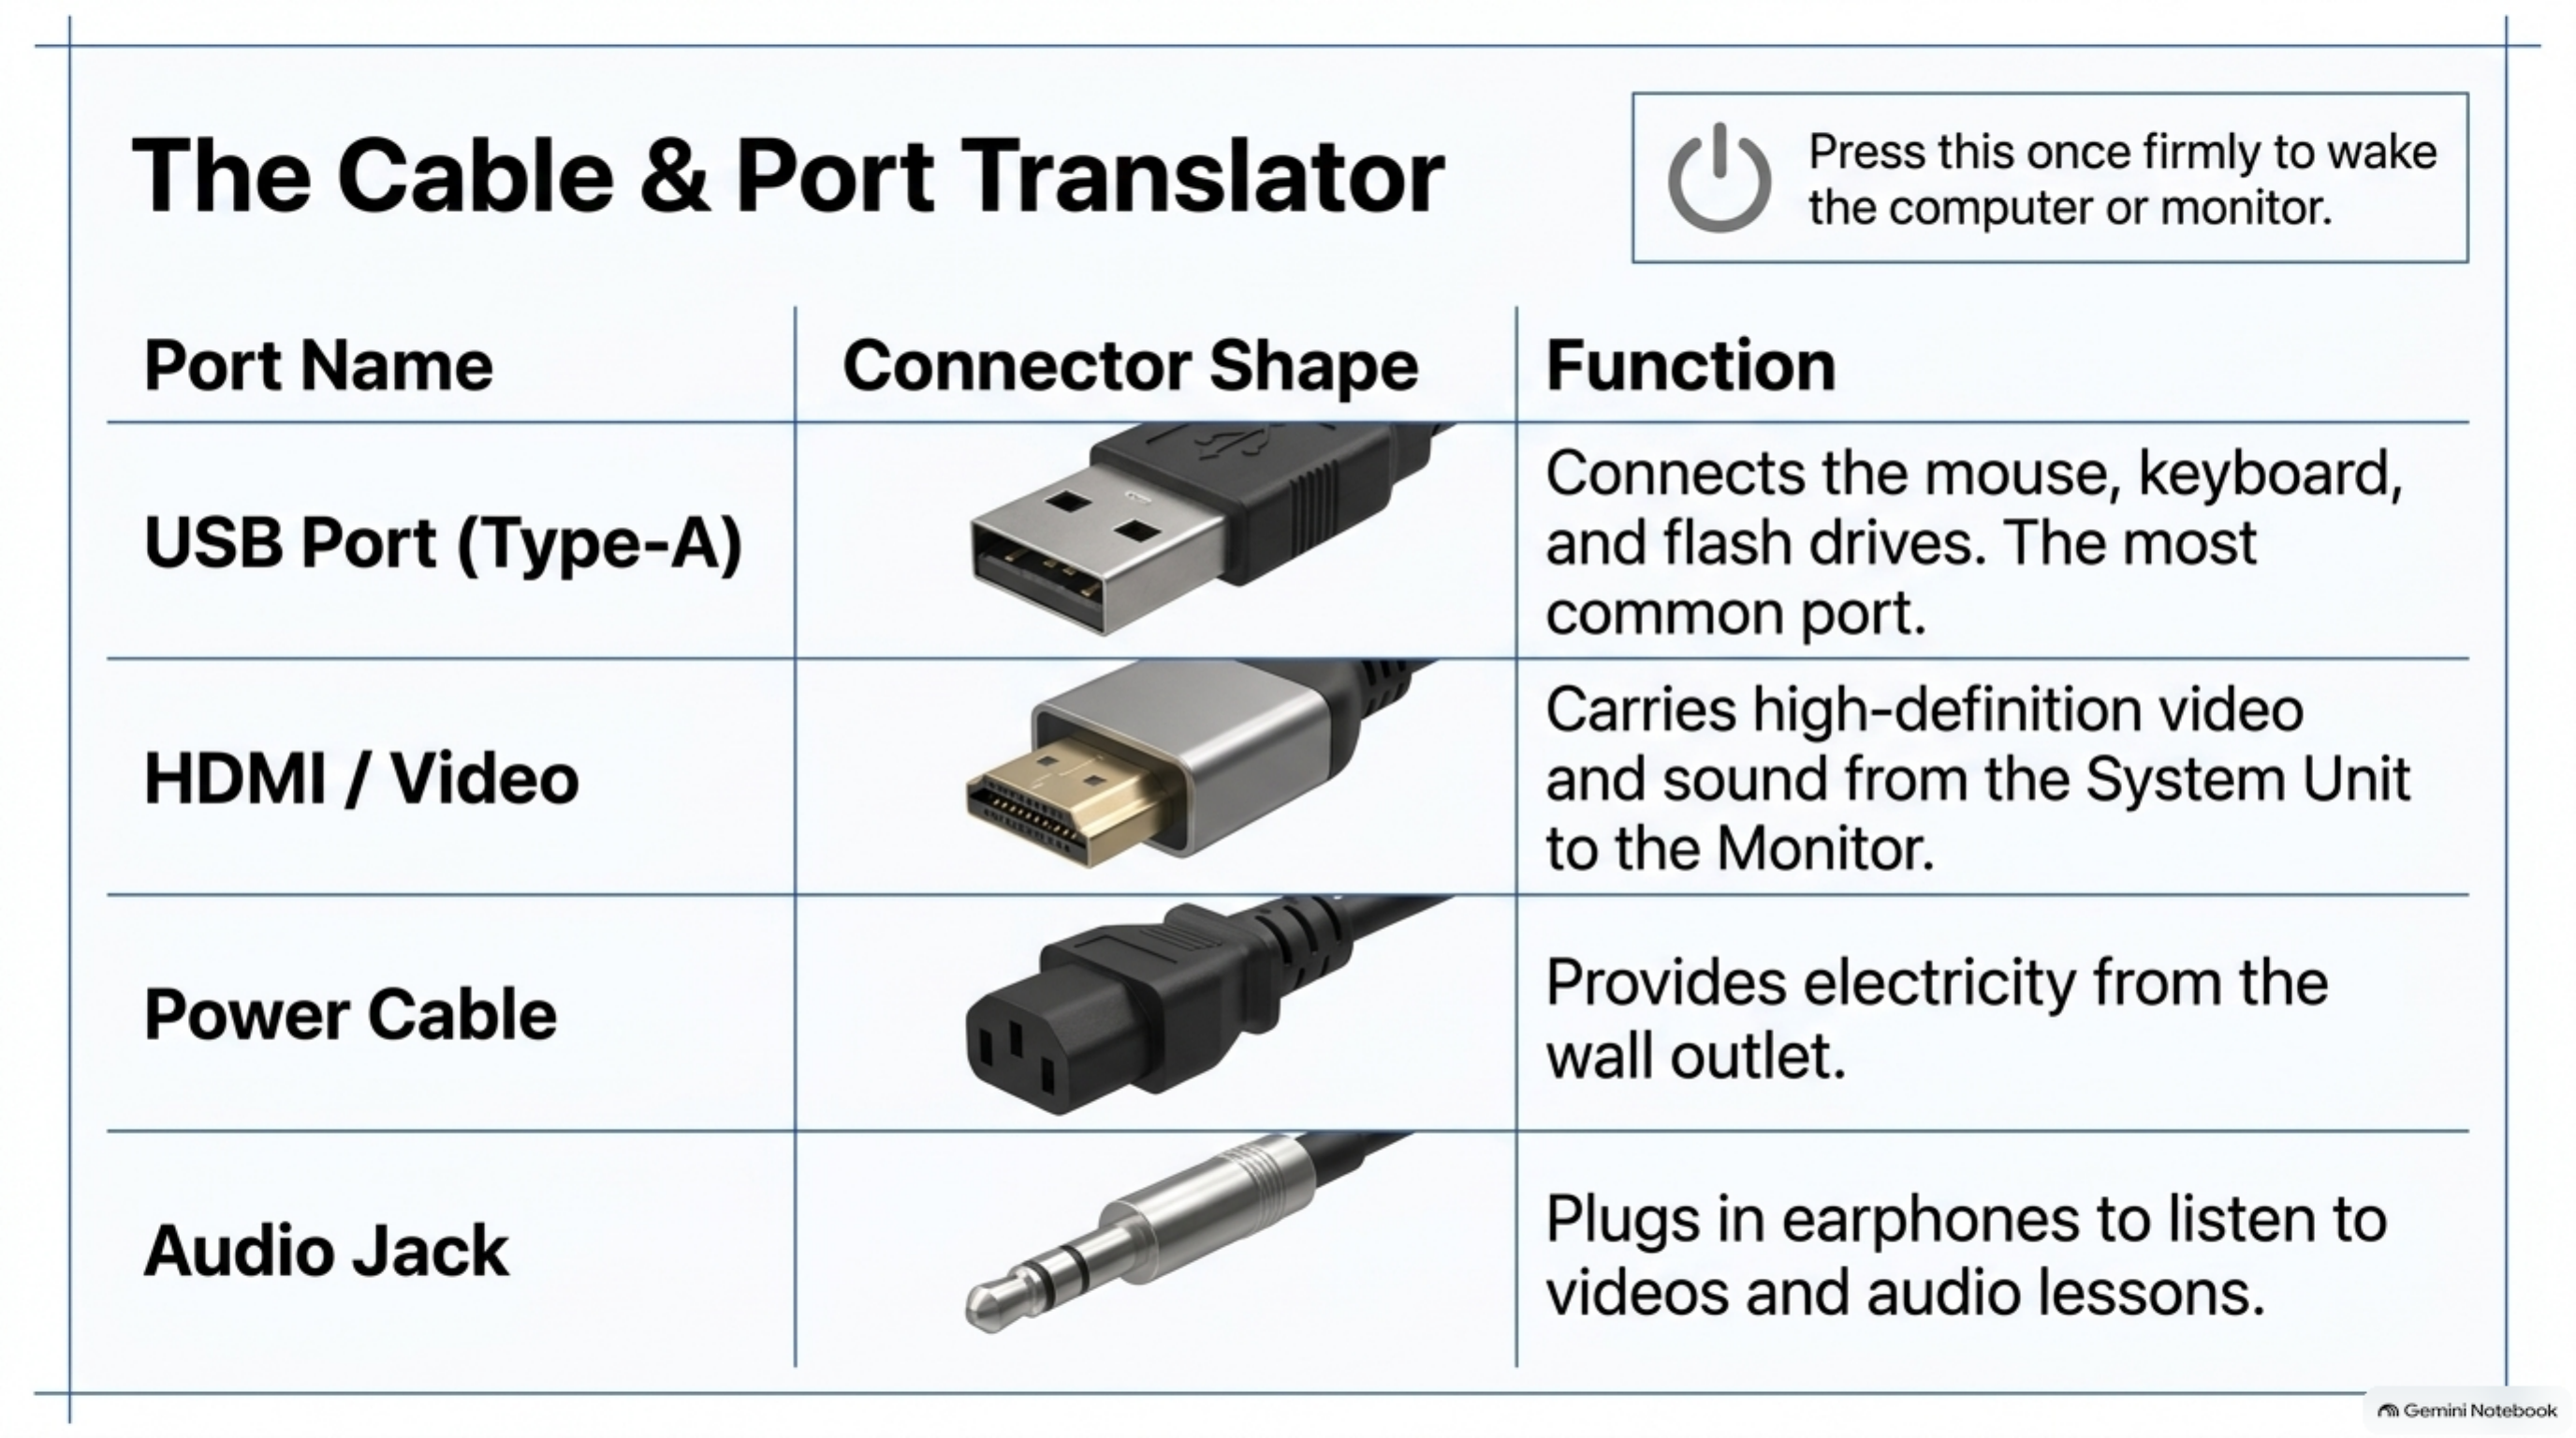 The Cable & Port Translator
Press this once firmly to wake
the computer or monitor.
Port Name
Connector Shape
Function
USB Port (Type-A)
Connects the mouse, keyboard,
and flash drives. The most
common port.
HDMI / Video
Carries high-definition video
and sound from the System Unit
to the Monitor.
Power Cable
Provides electricity from the
wall outlet.
Audio Jack
Plugs in earphones to listen to
videos and audio lessons.
Gemini Notebook